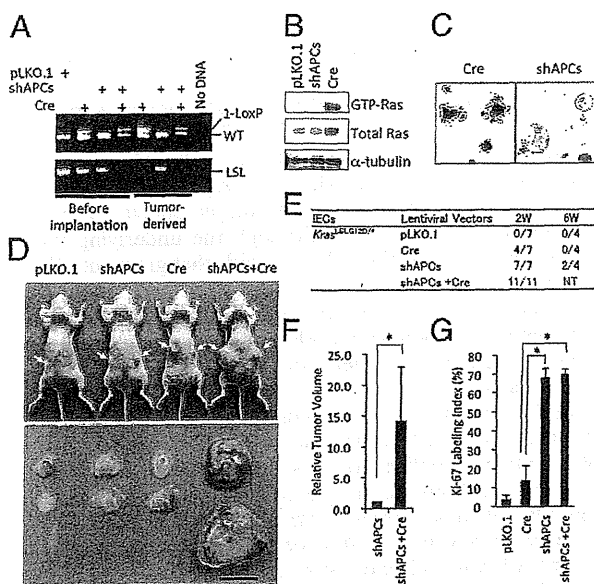 A
pLKO.1 +
shAPCs + + + +
Cre + + + +
No DNA
1-LoxP
WT
LSL
Before implantation
Tumor-derived
B
pLKO.1
shAPCs
Cre
GTP-Ras
Total Ras
α-tubulin
C
Cre shAPCs
E
IECs Lentiviral Vectors 2W 6W
pLKO.1 0/7 0/4
Cre 4/7 0/4
shAPCs 7/7 2/4
shAPCs +Cre 11/11 NT
D
pLKO.1 shAPCs Cre shAPCs+Cre
F
Relative Tumor Volume
25.0
20.0
15.0
10.0
5.0
0.0
*
shAPCs
shAPCs+Cre
G
Ki-67 Labeling Index (%)
80
70
60
50
40
30
20
10
0
*
*
pLKO.1
Cre
shAPCs
shAPCs +Cre